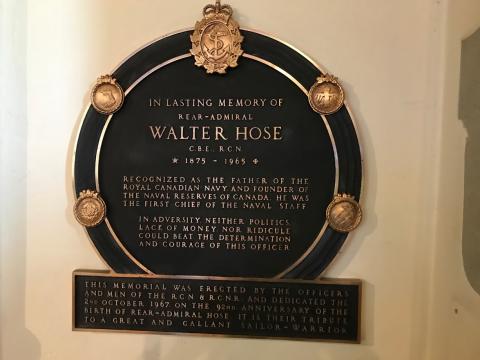 IN LASTING MEMORY OF
REAR-ADMIRAL
WALTER HOSE
C.B.E., R.C.N.
★ 1875 - 1965 ✚
RECOGNIZED AS THE FATHER OF THE
ROYAL CANADIAN NAVY AND FOUNDER OF
THE NAVAL RESERVES OF CANADA, HE WAS
THE FIRST CHIEF OF THE NAVAL STAFF
IN ADVERSITY, NEITHER POLITICS,
LACK OF MONEY, NOR RIDICULE
COULD BEAT THE DETERMINATION
AND COURAGE OF THIS OFFICER
THIS MEMORIAL WAS ERECTED BY THE OFFICERS
AND MEN OF THE R.C.N. & R.C.N.R. AND DEDICATED THE
2ND OCTOBER, 1967, ON THE 92ND ANNIVERSARY OF THE
BIRTH OF REAR-ADMIRAL HOSE. IT IS THEIR TRIBUTE
TO A GREAT AND GALLANT SAILOR-WARRIOR